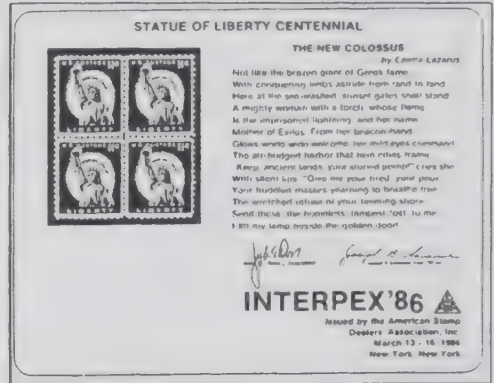 STATUE OF LIBERTY CENTENNIAL
THE NEW COLOSSUS
by Emma Lazarus
Not like the brazen giant of Greek fame
With conquering limbs astride from land to land
Here at our sea-washed sunset gates shall stand
A mighty woman with a torch whose flame
Is the imprisoned lightning and her name
Mother of Exiles. From her beacon-hand
Glows world-wide welcome her mild eyes command
The air-bridged harbor that twin cities frame
"Keep ancient lands your storied pomp" cries she
With silent lips "Give me your tired your poor
Your huddled masses yearning to breathe free
The wretched refuse of your teeming shore
Send these the homeless tempest tost to me
I lift my lamp beside the golden door
U.S. POSTAGE
LIBERTY
U.S. POSTAGE
LIBERTY
LIBERTY
LIBERTY
INTERPEX'86
Issued by the American Stamp
Dealers Association, Inc.
March 13 - 16 1986
New York New York